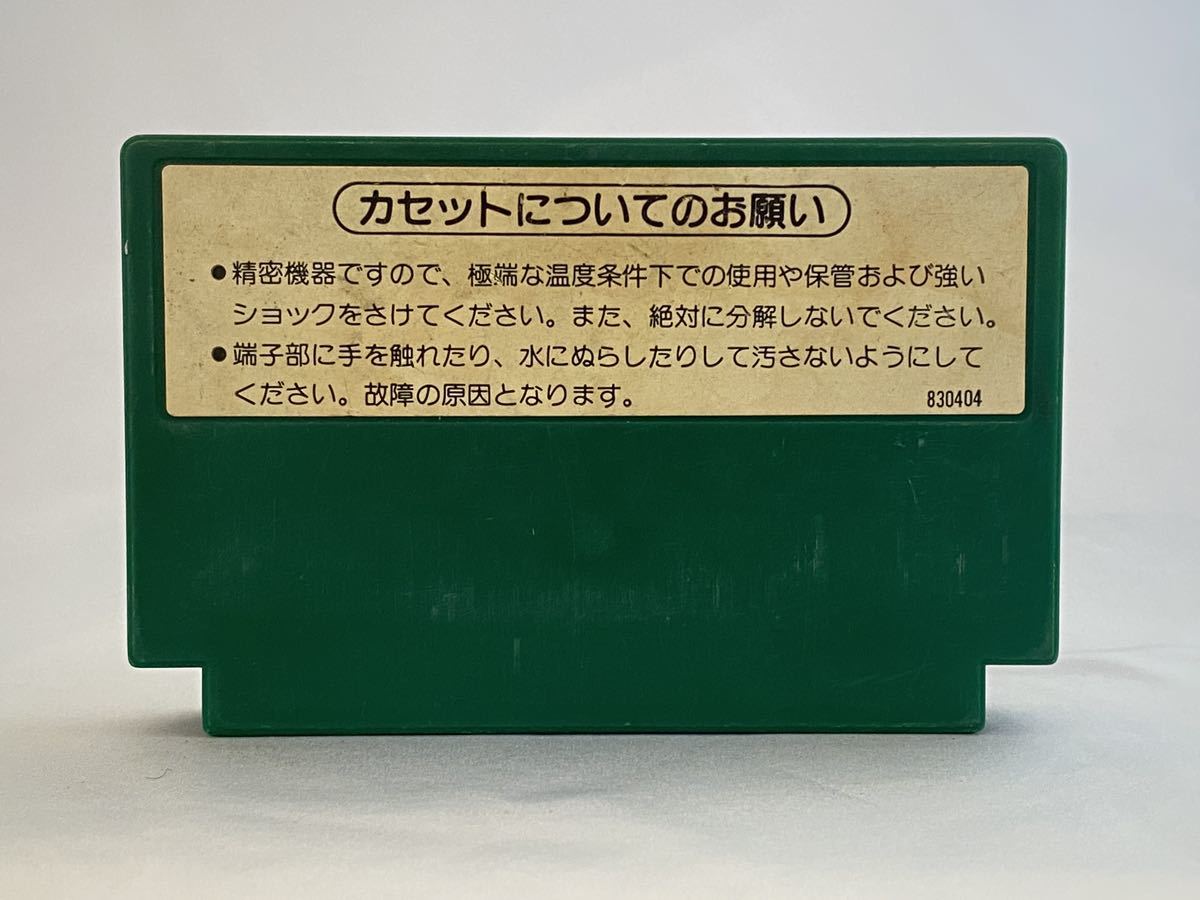 カセットについてのお願い
●精密機器ですので、極端な温度条件下での使用や保管および強い
ショックをさけてください。また、絶対に分解しないでください。
●端子部に手を触れたり、水にぬらしたりして汚さないようにして
ください。故障の原因となります。 830404